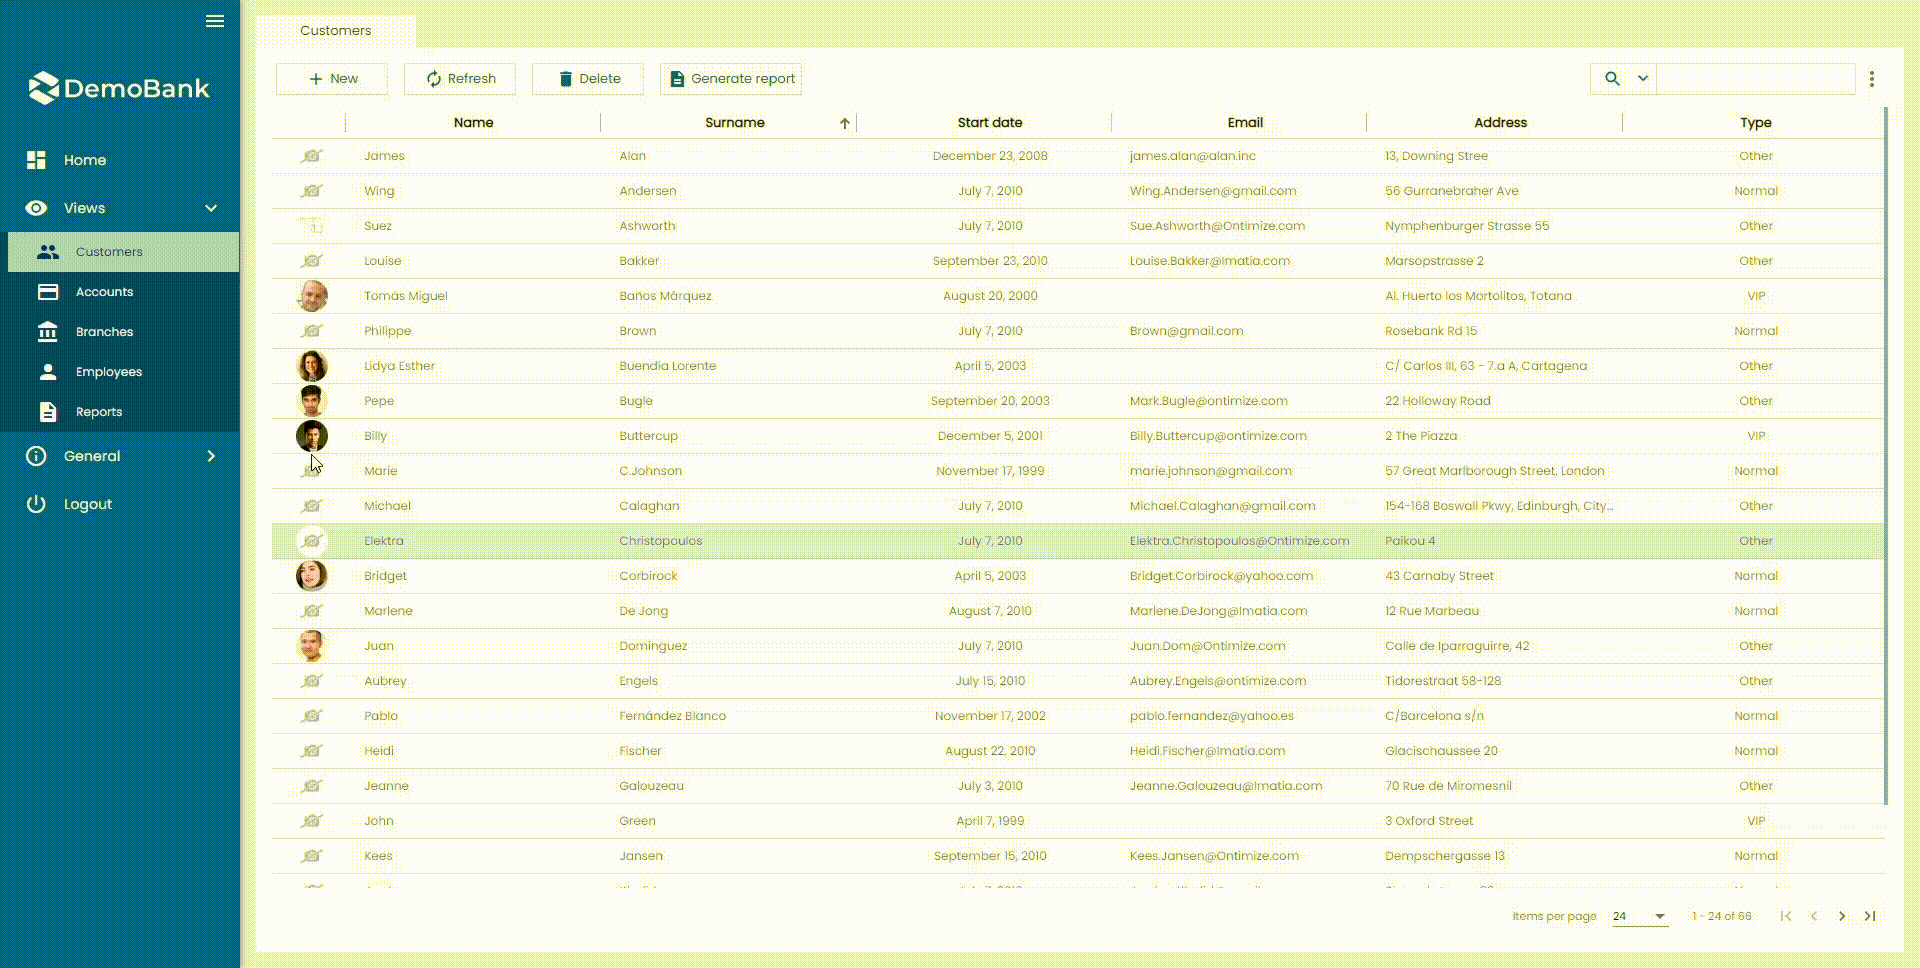 Customers
DemoBank
New Refresh Delete Generate report
Name Surname Start date Email Address Type
Home
Views
Customers
Accounts
Branches
Employees
Reports
General
Logout
James Alan December 23, 2008 james.alan@alan.inc 13, Downing Stree Other
Wing Andersen July 7, 2010 Wing.Andersen@gmail.com 56 Gurranebraher Ave Normal
Suez Ashworth July 7, 2010 Sue.Ashworth@Ontimize.com Nymphenburger Strasse 55 Other
Louise Bakker September 23, 2010 Louise.Bakker@Imatia.com Marsopstrasse 2 Other
Tomás Miguel Baños Márquez August 20, 2000 Al. Huerto los Mortolitos, Totana VIP
Philippe Brown July 7, 2010 Brown@gmail.com Rosebank Rd 15 Normal
Lidya Esther Buendía Lorente April 5, 2003 C/ Carlos III, 63 - 7.a A, Cartagena Other
Pepe Bugle September 20, 2003 Mark.Bugle@ontimize.com 22 Holloway Road Other
Billy Buttercup December 5, 2001 Billy.Buttercup@ontimize.com 2 The Piazza VIP
Marie C.Johnson November 17, 1999 marie.johnson@gmail.com 57 Great Marlborough Street, London Normal
Michael Calaghan July 7, 2010 Michael.Calaghan@gmail.com 154-168 Boswall Pkwy, Edinburgh, City... Other
Elektra Christopoulos July 7, 2010 Elektra.Christopoulos@Ontimize.com Paikou 4 Other
Bridget Corbirock April 5, 2003 Bridget.Corbirock@yahoo.com 43 Carnaby Street Normal
Marlene De Jong August 7, 2010 Marlene.DeJong@Imatia.com 12 Rue Marbeau Normal
Juan Dominguez July 7, 2010 Juan.Dom@Ontimize.com Calle de Iparraguirre, 42 Other
Aubrey Engels July 15, 2010 Aubrey.Engels@ontimize.com Tidorestraat 58-128 Other
Pablo Fernández Blanco November 17, 2002 pablo.fernandez@yahoo.es C/Barcelona s/n Normal
Heidi Fischer August 22, 2010 Heidi.Fischer@Imatia.com Glacischaussee 20 Normal
Jeanne Galouzeau July 3, 2010 Jeanne.Galouzeau@Imatia.com 70 Rue de Miromesnil Other
John Green April 7, 1999 3 Oxford Street VIP
Kees Jansen September 15, 2010 Kees.Jansen@Ontimize.com Dempschergasse 13 Normal
Items per page 24 1 - 24 of 66